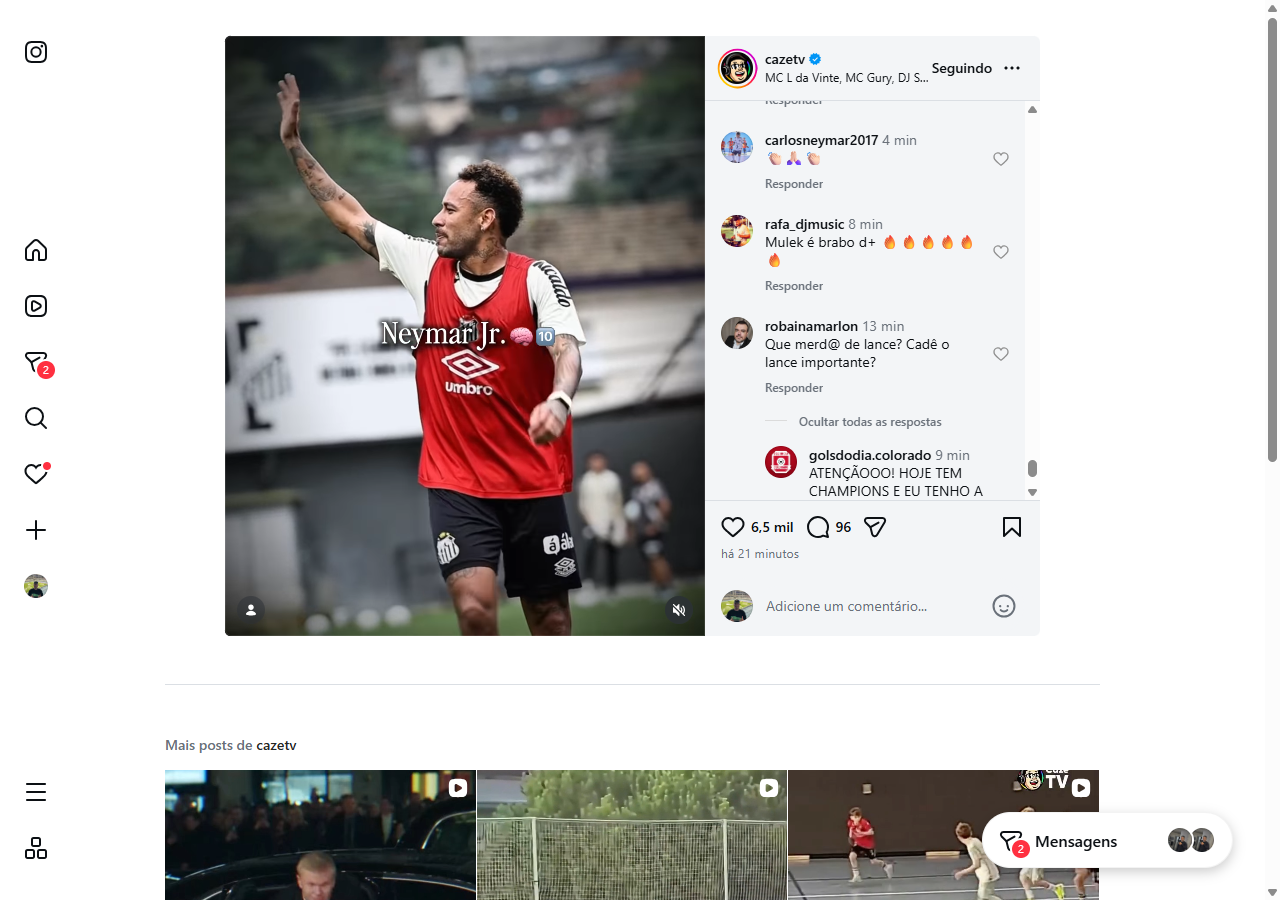 cazetv
MC L da Vinte, MC Gury, DJ S...
Seguindo
Responder
carlosneymar2017 4 min
👏🏻🙏🏻👏🏻
Responder
rafa_djmusic 8 min
Mulek é brabo d+ 🔥🔥🔥🔥🔥
🔥
Responder
robainamarlon 13 min
Que merd@ de lance? Cadê o
lance importante?
Responder
Ocultar todas as respostas
golsdodia.colorado 9 min
ATENÇÃOOO! HOJE TEM
CHAMPIONS E EU TENHO A
6,5 mil
96
há 21 minutos
Adicione um comentário...
Neymar Jr. 🧠🔟
umbro
2
Mais posts de cazetv
TV
2
Mensagens